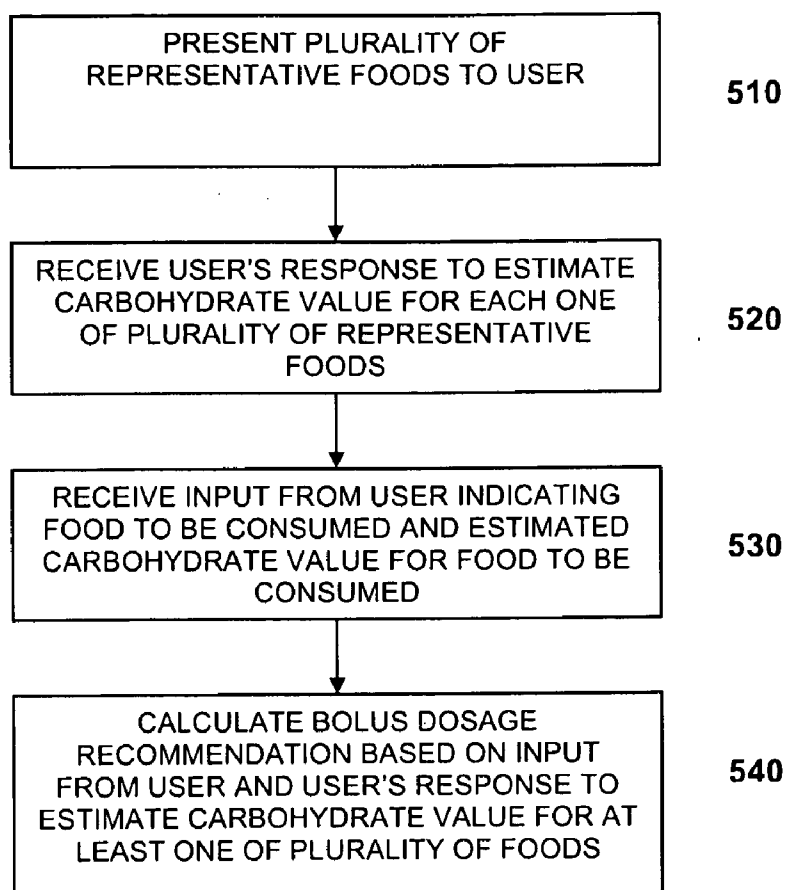 PRESENT PLURALITY OF
REPRESENTATIVE FOODS TO USER
510
RECEIVE USER'S RESPONSE TO ESTIMATE
CARBOHYDRATE VALUE FOR EACH ONE
OF PLURALITY OF REPRESENTATIVE
FOODS
520
RECEIVE INPUT FROM USER INDICATING
FOOD TO BE CONSUMED AND ESTIMATED
CARBOHYDRATE VALUE FOR FOOD TO BE
CONSUMED
530
CALCULATE BOLUS DOSAGE
RECOMMENDATION BASED ON INPUT
FROM USER AND USER'S RESPONSE TO
ESTIMATE CARBOHYDRATE VALUE FOR AT
LEAST ONE OF PLURALITY OF FOODS
540